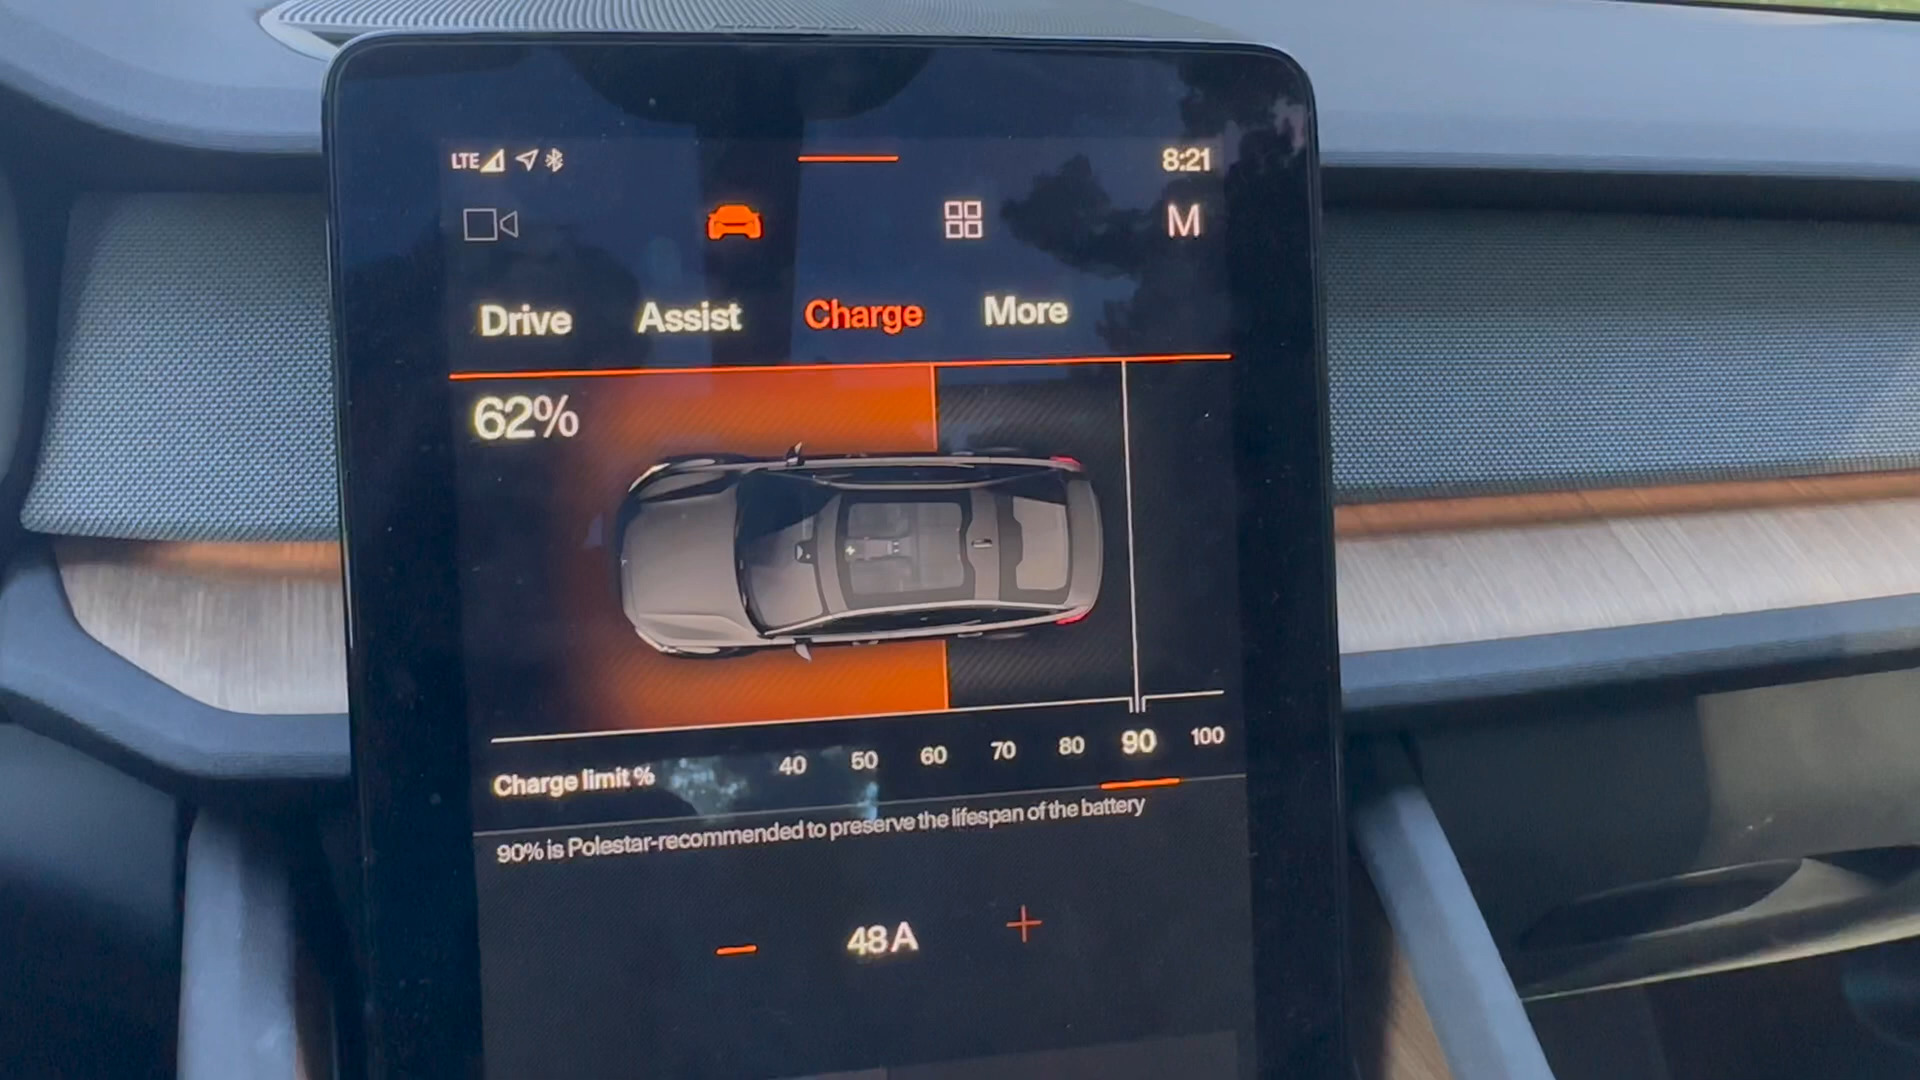 LTE 8:21
M
Drive Assist Charge More
62%
Charge limit % 40 50 60 70 80 90 100
90% is Polestar-recommended to preserve the lifespan of the battery
48 A